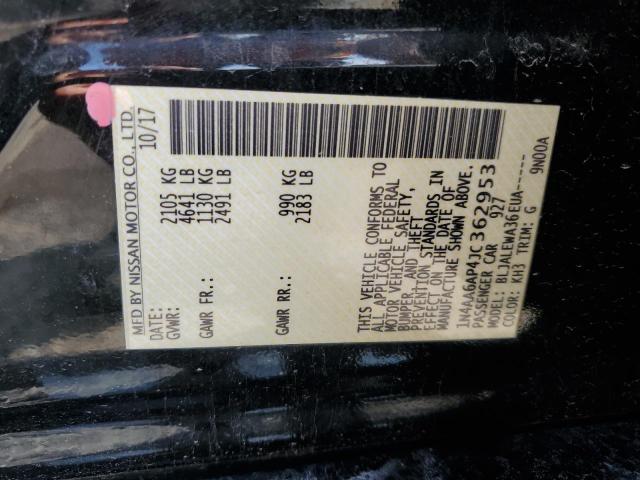 MFD BY NISSAN MOTOR CO., LTD.
DATE: 10/17
GVWR: 2105 KG
4641 LB
GAWR FR.: 1130 KG
2491 LB
GAWR RR.: 990 KG
2183 LB
THIS VEHICLE CONFORMS TO
ALL APPLICABLE FEDERAL
MOTOR VEHICLE SAFETY,
BUMPER, AND THEFT
PREVENTION STANDARDS IN
EFFECT ON THE DATE OF
MANUFACTURE SHOWN ABOVE.
1N4AA6AP4JC362953
PASSENGER CAR 927
MODEL: BLJALEWA36EUA-----
COLOR: KH3 TRIM: G 9N00A